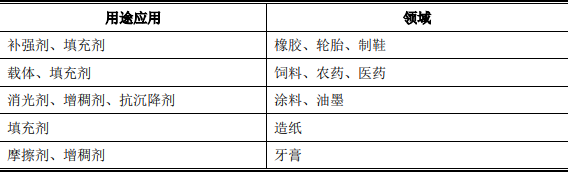 用途应用 领域
补强剂、填充剂 橡胶、轮胎、制鞋
载体、填充剂 饲料、农药、医药
消光剂、增稠剂、抗沉降剂 涂料、油墨
填充剂 造纸
摩擦剂、增稠剂 牙膏